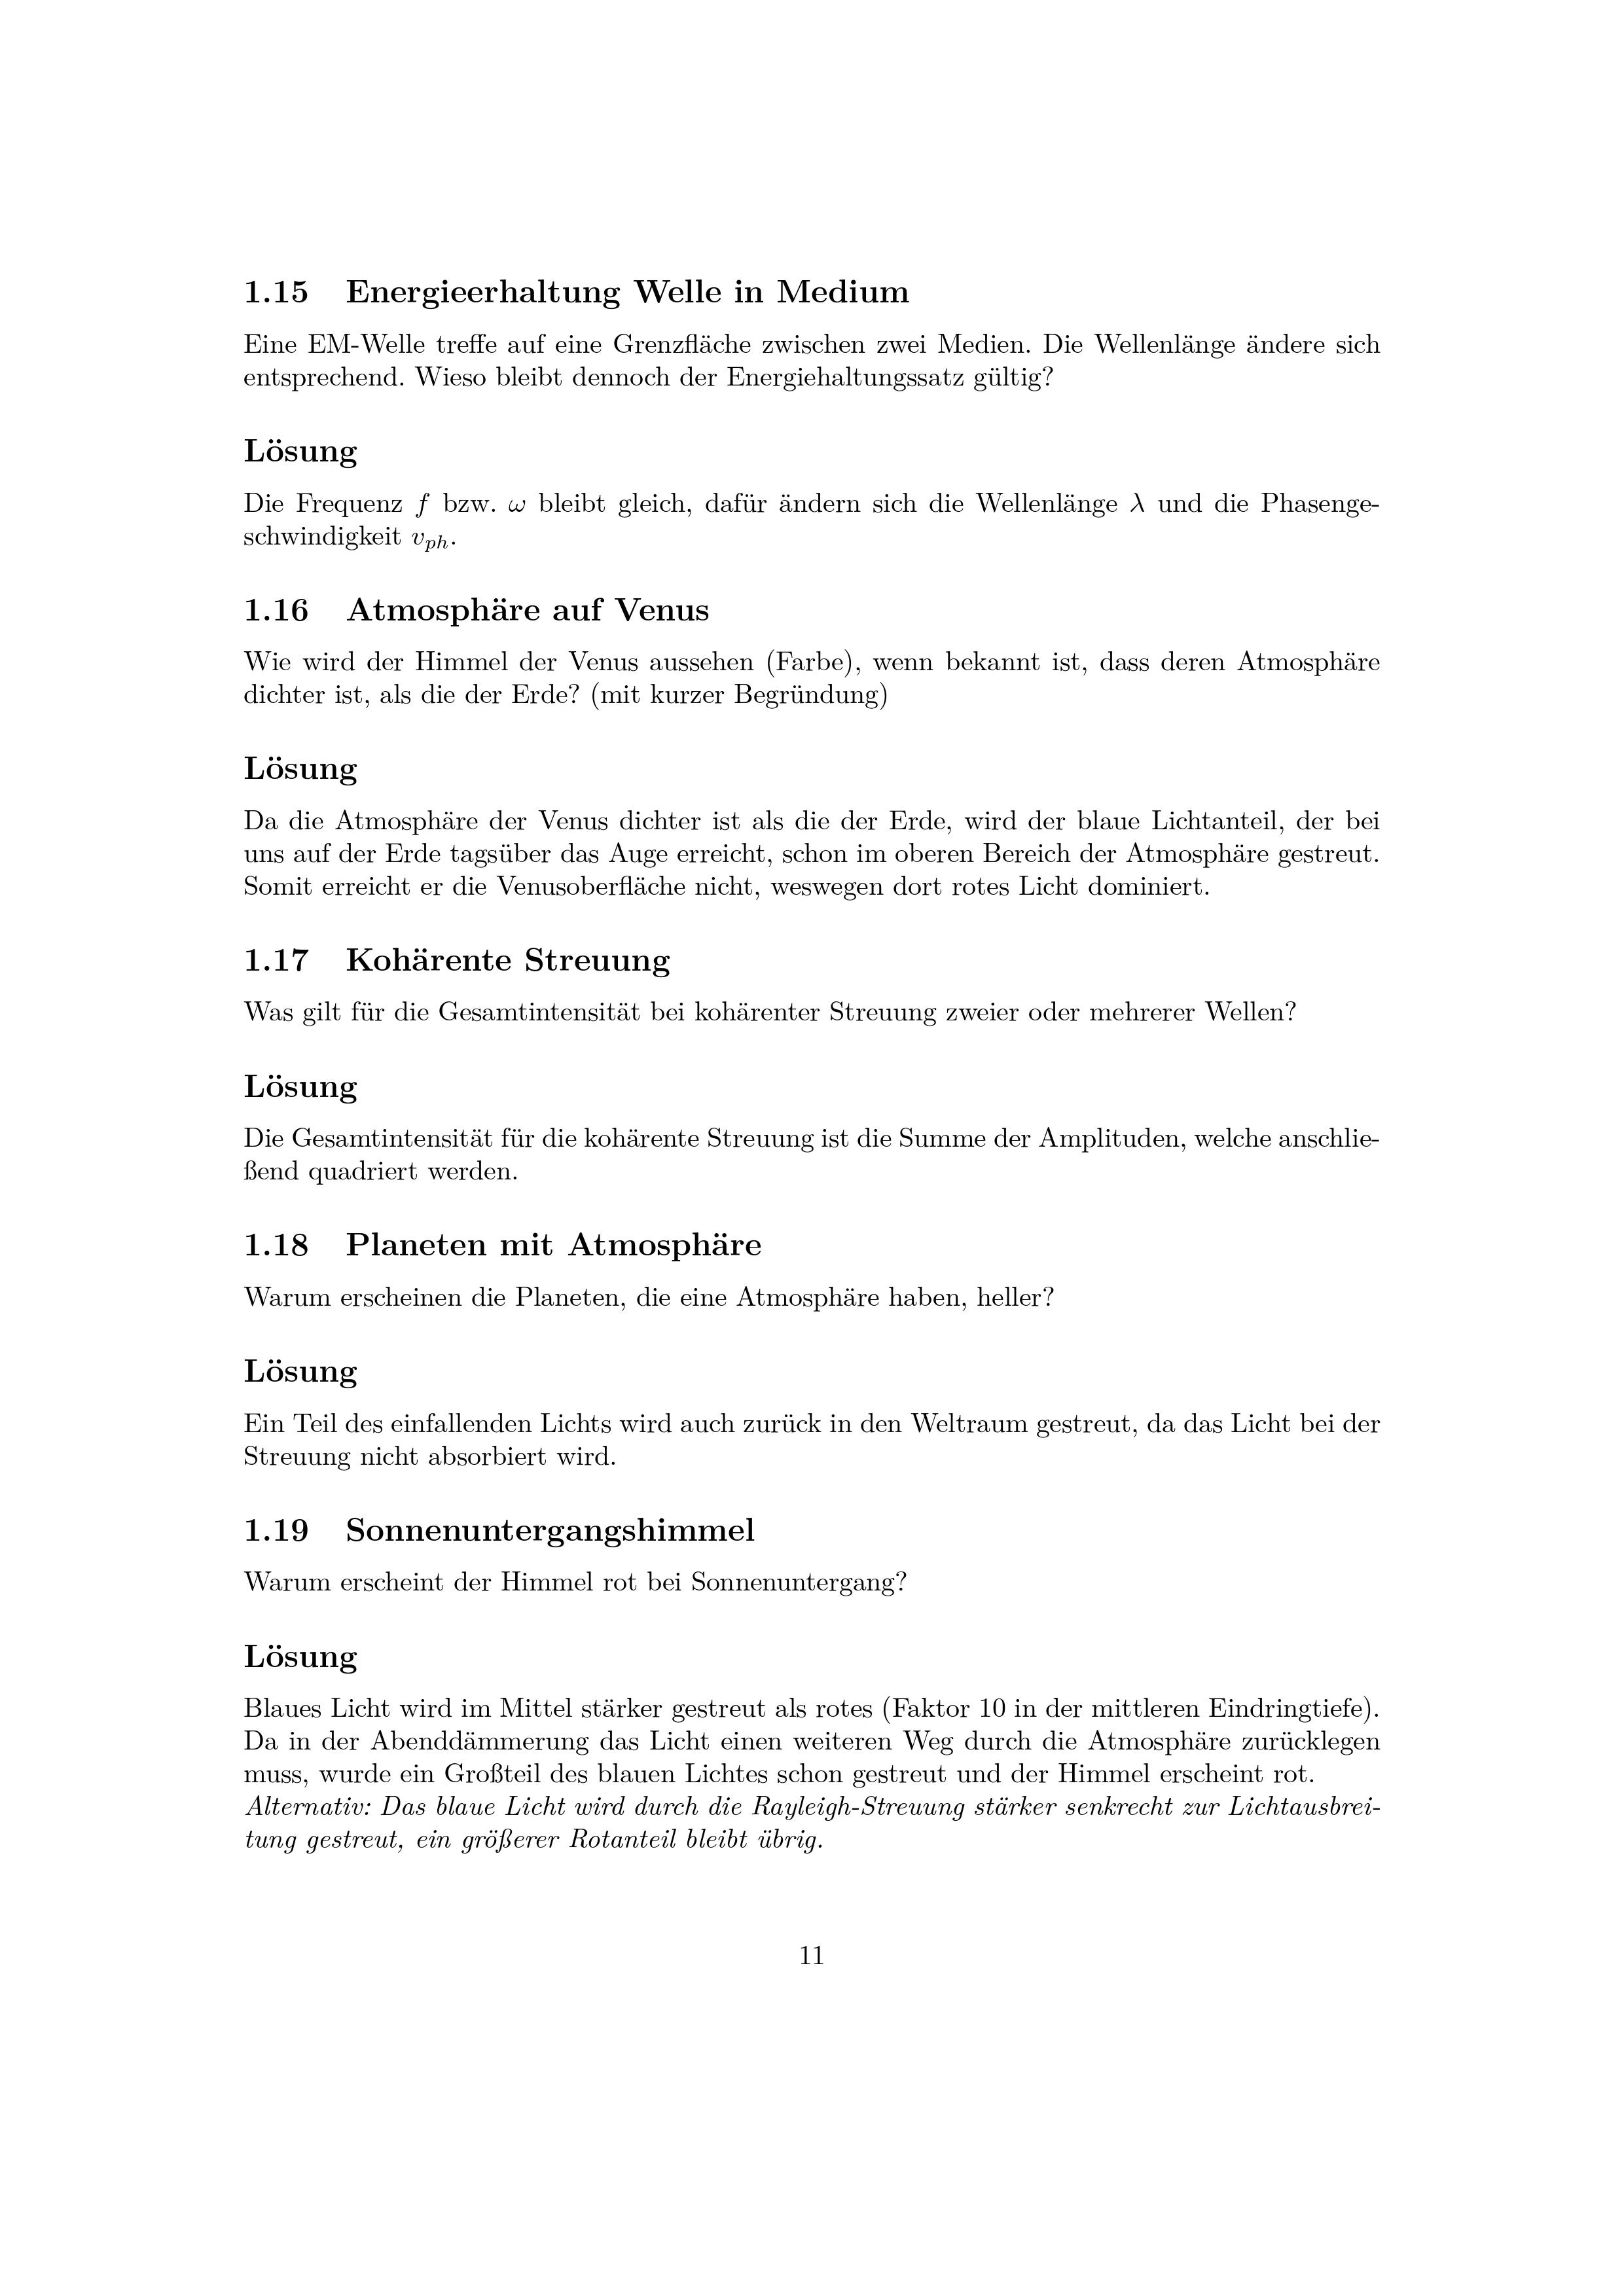 1.15 Energieerhaltung Welle in Medium
Eine EM-Welle treffe auf eine Grenzfläche zwischen zwei Medien. Die Wellenlänge ändere sich
entsprechend. Wieso bleibt dennoch der Energiehaltungssatz gültig?
Lösung
Die Frequenz f bzw. ω bleibt gleich, dafür ändern sich die Wellenlänge λ und die Phasenge-
schwindigkeit v_{ph}.
1.16 Atmosphäre auf Venus
Wie wird der Himmel der Venus aussehen (Farbe), wenn bekannt ist, dass deren Atmosphäre
dichter ist, als die der Erde? (mit kurzer Begründung)
Lösung
Da die Atmosphäre der Venus dichter ist als die der Erde, wird der blaue Lichtanteil, der bei
uns auf der Erde tagsüber das Auge erreicht, schon im oberen Bereich der Atmosphäre gestreut.
Somit erreicht er die Venusoberfläche nicht, weswegen dort rotes Licht dominiert.
1.17 Kohärente Streuung
Was gilt für die Gesamtintensität bei kohärenter Streuung zweier oder mehrerer Wellen?
Lösung
Die Gesamtintensität für die kohärente Streuung ist die Summe der Amplituden, welche anschlie-
ßend quadriert werden.
1.18 Planeten mit Atmosphäre
Warum erscheinen die Planeten, die eine Atmosphäre haben, heller?
Lösung
Ein Teil des einfallenden Lichts wird auch zurück in den Weltraum gestreut, da das Licht bei der
Streuung nicht absorbiert wird.
1.19 Sonnenuntergangshimmel
Warum erscheint der Himmel rot bei Sonnenuntergang?
Lösung
Blaues Licht wird im Mittel stärker gestreut als rotes (Faktor 10 in der mittleren Eindringtiefe).
Da in der Abenddämmerung das Licht einen weiteren Weg durch die Atmosphäre zurücklegen
muss, wurde ein Großteil des blauen Lichtes schon gestreut und der Himmel erscheint rot.
Alternativ: Das blaue Licht wird durch die Rayleigh-Streuung stärker senkrecht zur Lichtausbrei-
tung gestreut, ein größerer Rotanteil bleibt übrig.
11